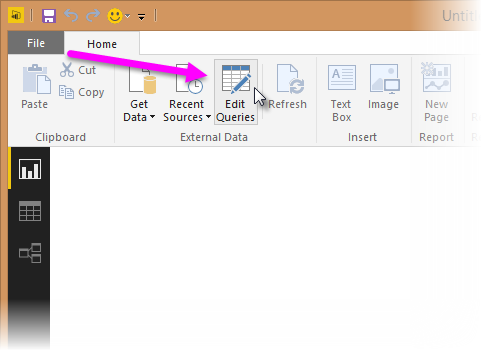 Untit
File Home
Cut
Copy
Paste
Get Data
Recent Sources
Edit Queries
Refresh
Text Box
Image
New Page
Clipboard External Data Insert Report